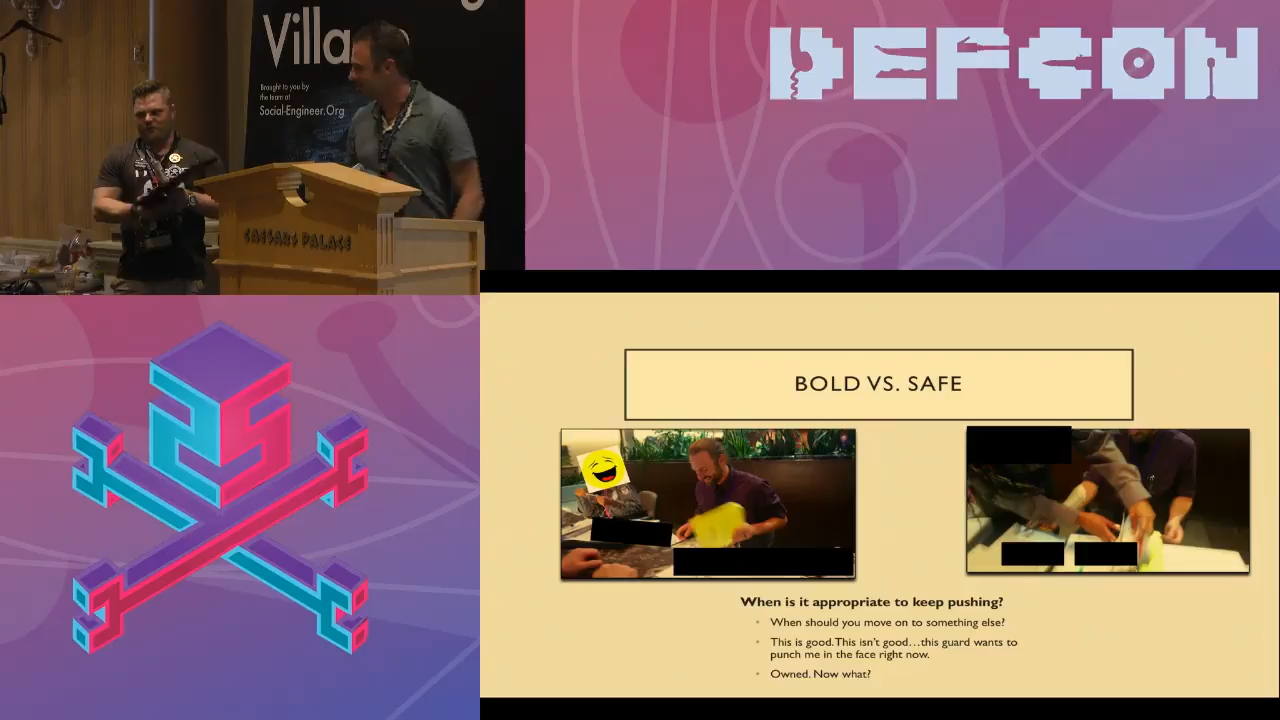 Villa
Brought to you by
the team at
Social-Engineer.Org
CAESARS PALACE
DEFCON
BOLD VS. SAFE
When is it appropriate to keep pushing?
• When should you move on to something else?
• This is good. This isn't good…this guard wants to
punch me in the face right now.
• Owned. Now what?